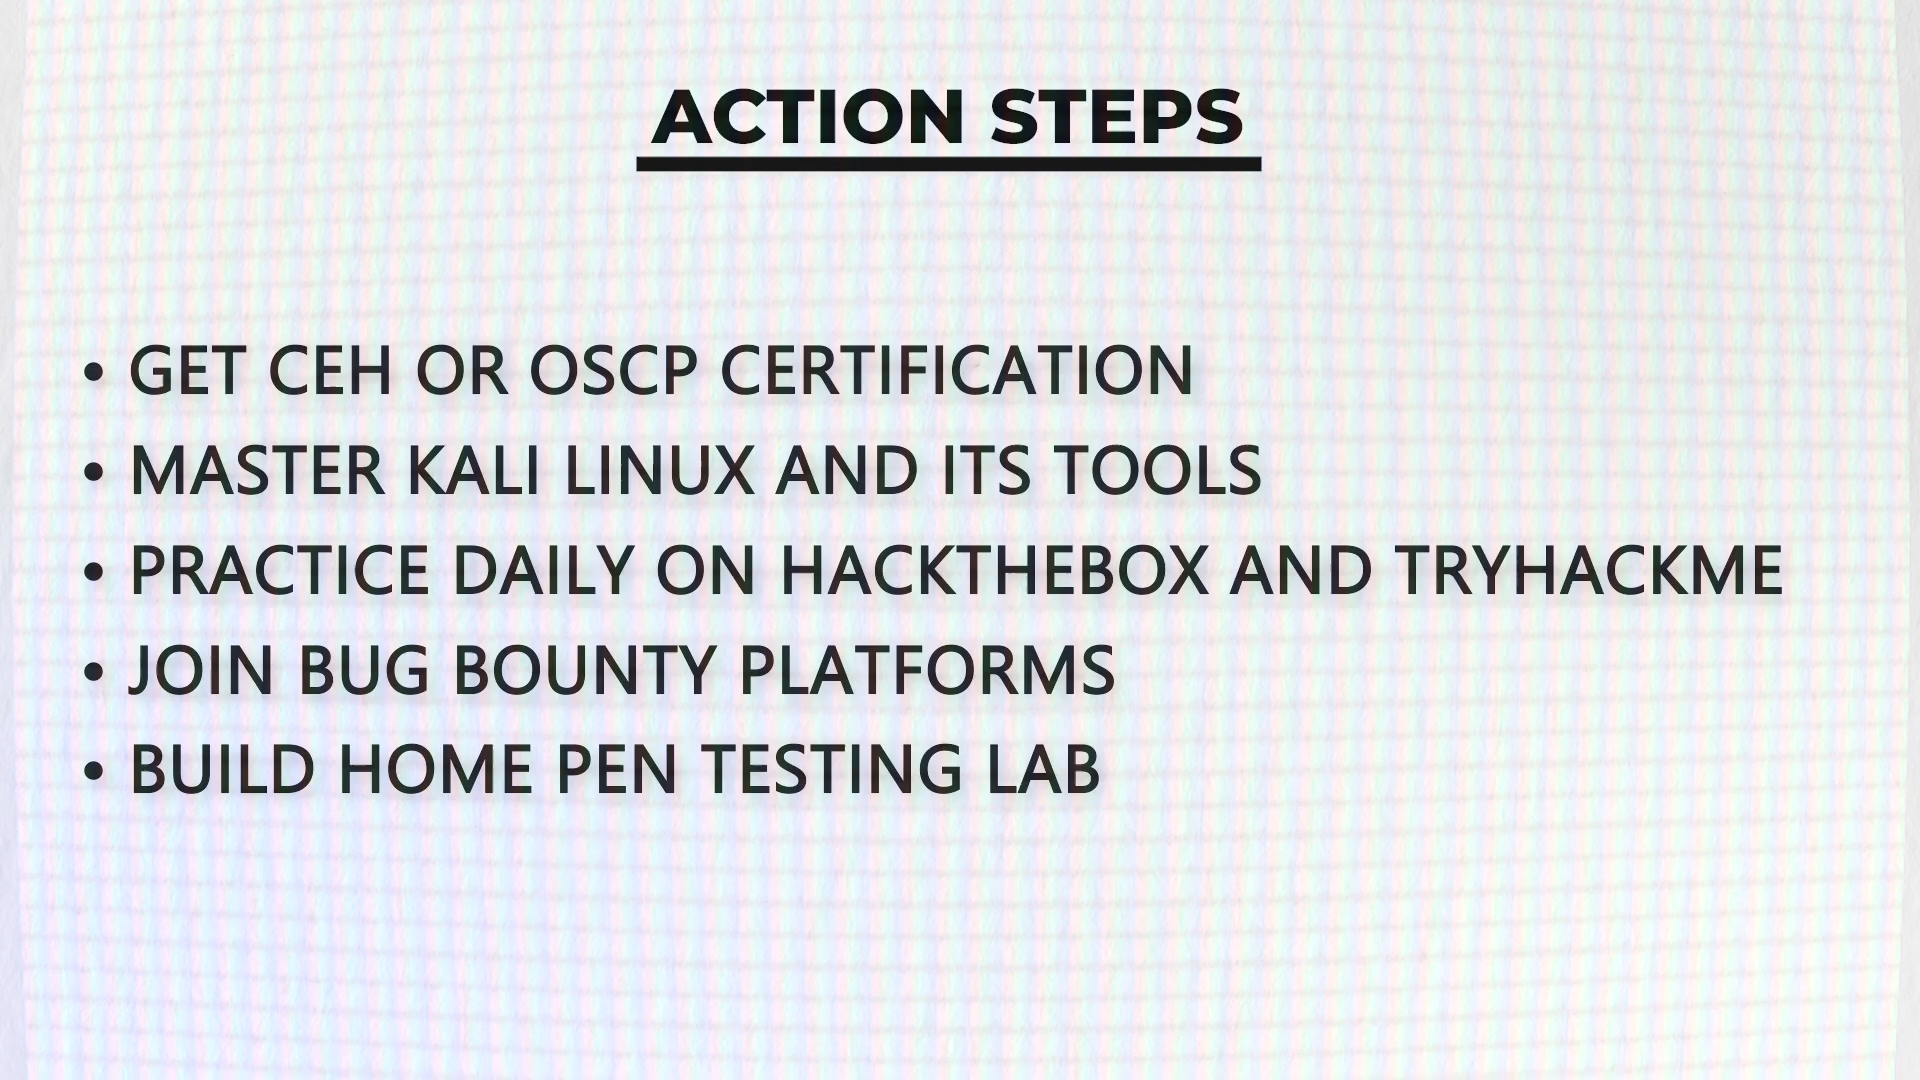 ACTION STEPS
• GET CEH OR OSCP CERTIFICATION
• MASTER KALI LINUX AND ITS TOOLS
• PRACTICE DAILY ON HACKTHEBOX AND TRYHACKME
• JOIN BUG BOUNTY PLATFORMS
• BUILD HOME PEN TESTING LAB